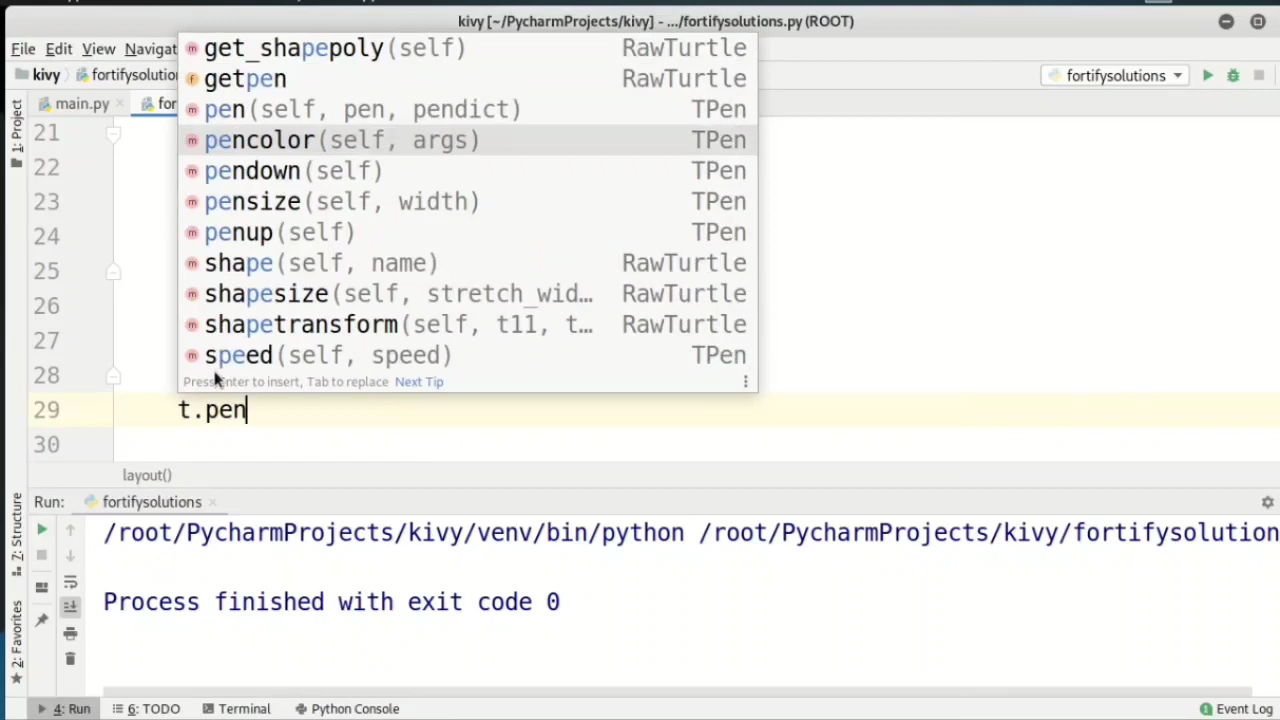 kivy [~/PycharmProjects/kivy] - .../fortifysolutions.py (ROOT)
File Edit View Navigat
kivy fortifysolution fortifysolutions
main.py for
get_shapepoly(self) RawTurtle
getpen
RawTurtle
pen(self, pen, pendict) TPen
pencolor(self, args) TPen
pendown(self) TPen
pensize(self, width) TPen
penup(self) TPen
shape(self, name) RawTurtle
shapesize(self, stretch_wid… RawTurtle
shapetransform(self, t11, t… RawTurtle
speed(self, speed) TPen
Press Enter to insert, Tab to replace Next Tip
21
22
23
24
25
26
27
28
29 t.pen
30
layout()
1: Project
7: Structure
2: Favorites
Run: fortifysolutions
/root/PycharmProjects/kivy/venv/bin/python /root/PycharmProjects/kivy/fortifysolution
Process finished with exit code 0
4: Run 6: TODO Terminal Python Console Event Log